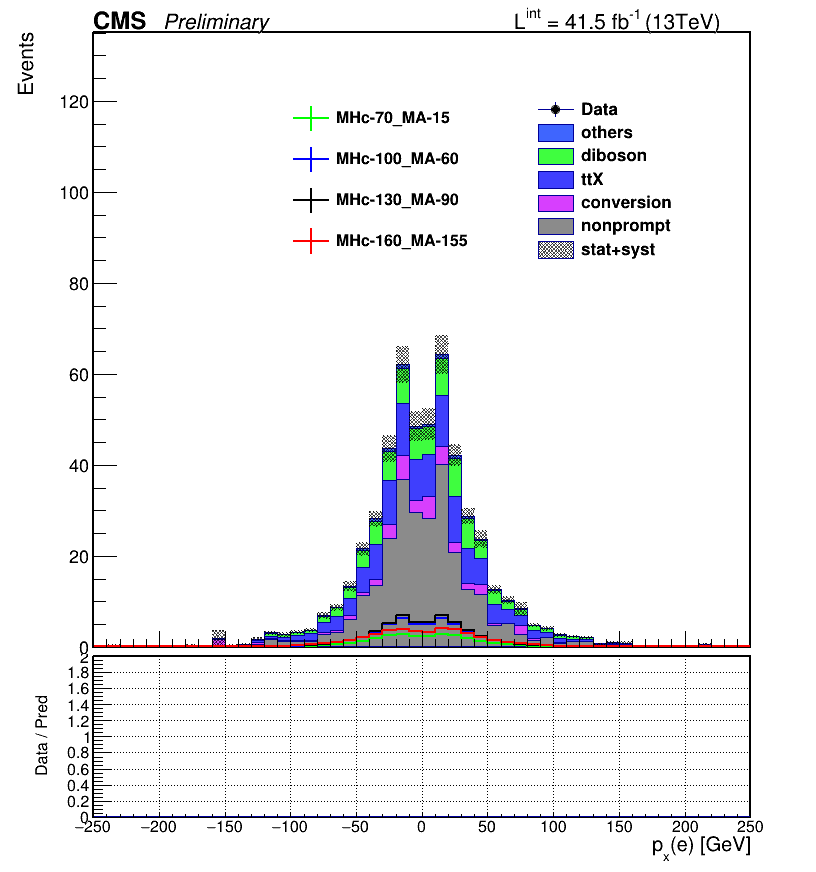 CMS Preliminary L^int = 41.5 fb^-1 (13TeV)
Events
120
100
80
60
40
20
0
MHc-70_MA-15
MHc-100_MA-60
MHc-130_MA-90
MHc-160_MA-155
Data
others
diboson
ttX
conversion
nonprompt
stat+syst
Data / Pred
2
1.8
1.6
1.4
1.2
1
0.8
0.6
0.4
0.2
0
−250 −200 −150 −100 −50 0 50 100 150 200 250
p_x(e) [GeV]